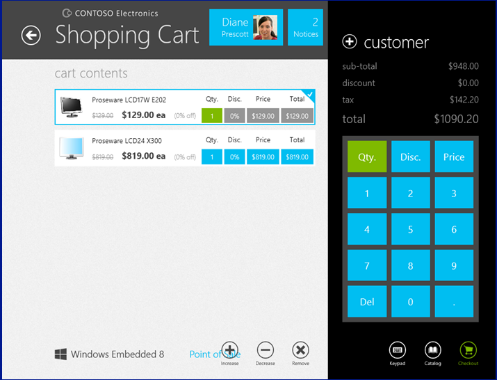 CONTOSO Electronics
Shopping Cart
Diane
Prescott
2
Notices
cart contents
Proseware LCD17W E202
$129.00 $129.00 ea (0% off)
Qty. Disc. Price Total
1 0% $129.00 $129.00
Proseware LCD24 X300
$819.00 $819.00 ea (0% off)
Qty. Disc. Price Total
1 0% $819.00 $819.00
Windows Embedded 8
Point of Sale
Increase
Decrease
Remove
customer
sub-total $948.00
discount $0.00
tax $142.20
total $1090.20
Qty. Disc. Price
1 2 3
4 5 6
7 8 9
Del 0 .
Keypad
Catalog
Checkout